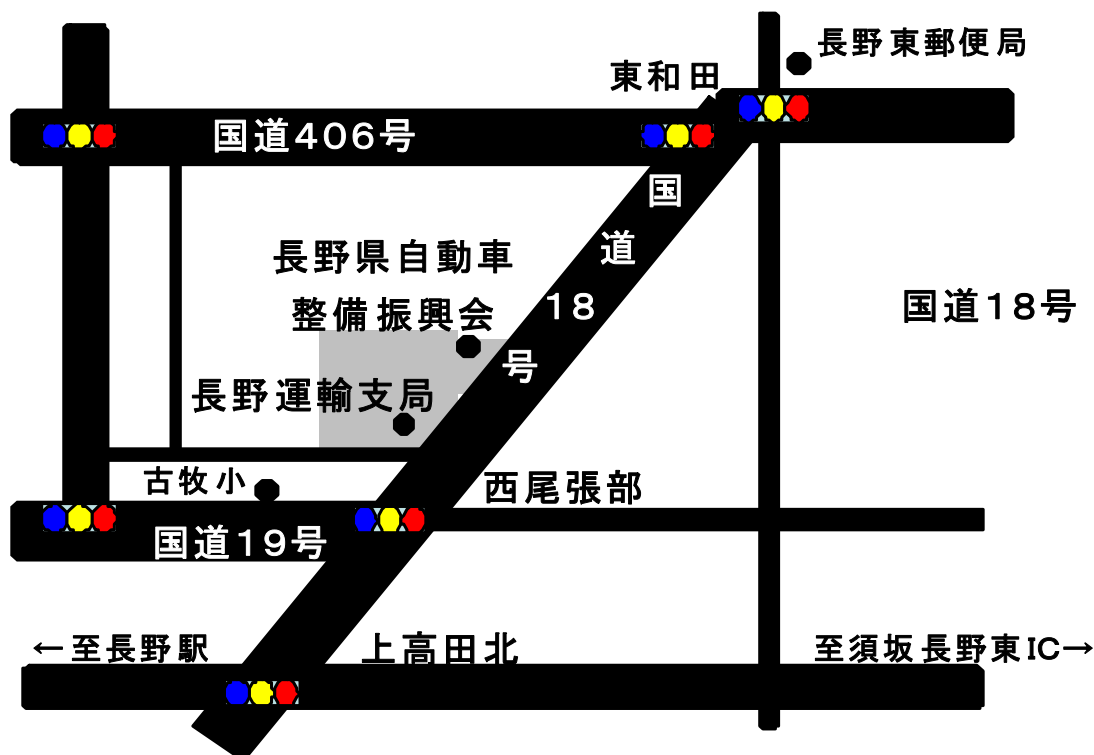 長野東郵便局
東和田
国道406号
国道18号
長野県自動車
整備振興会
国道18号
長野運輸支局
古牧小
西尾張部
国道19号
←至長野駅
上高田北
至須坂長野東IC→